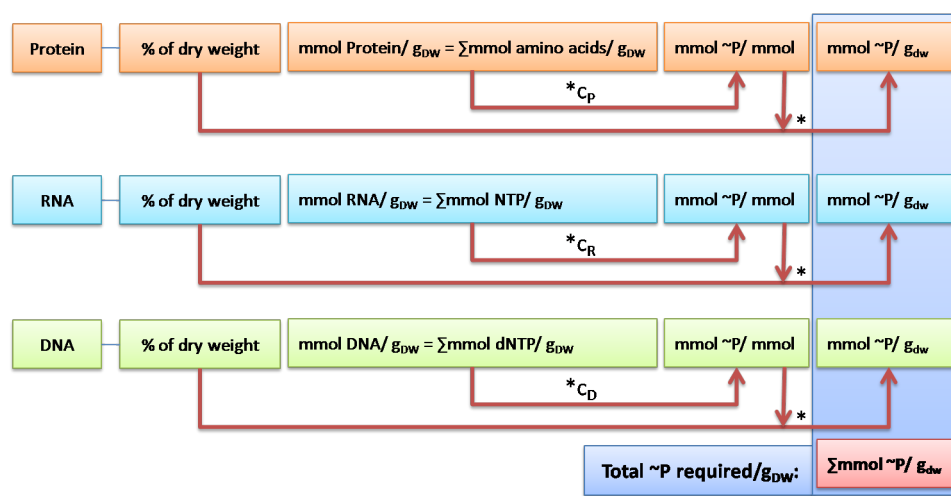 Protein % of dry weight mmol Protein/ gDW = ∑mmol amino acids/ gDW mmol ~P/ mmol mmol ~P/ gdw
*CP
*
RNA % of dry weight mmol RNA/ gDW = ∑mmol NTP/ gDW mmol ~P/ mmol mmol ~P/ gdw
*CR
*
DNA % of dry weight mmol DNA/ gDW = ∑mmol dNTP/ gDW mmol ~P/ mmol mmol ~P/ gdw
*CD
*
Total ~P required/gDW: ∑mmol ~P/ gdw